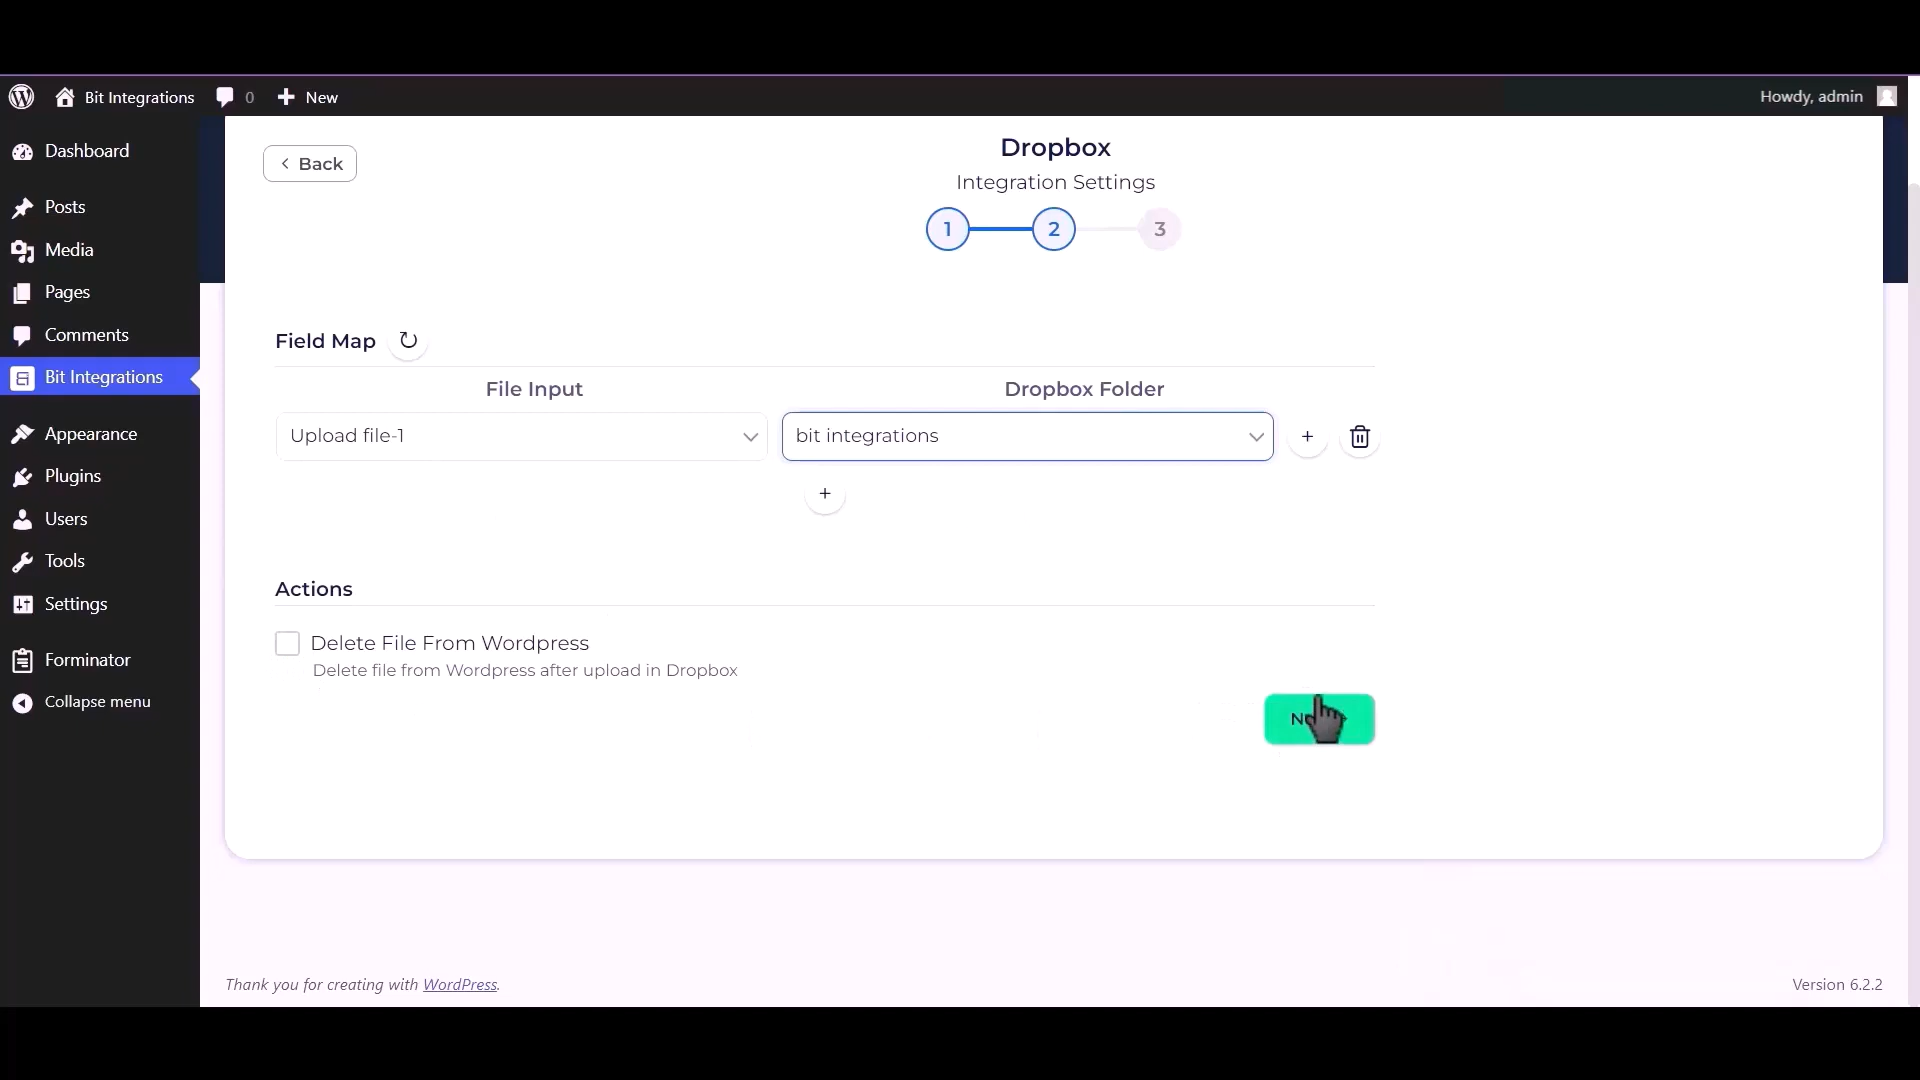 Bit Integrations 0 New Howdy, admin
Dashboard
Posts
Media
Pages
Comments
Bit Integrations
Appearance
Plugins
Users
Tools
Settings
Forminator
Collapse menu
Back
Dropbox
Integration Settings
1 2 3
Field Map
File Input Dropbox Folder
Upload file-1 bit integrations
Actions
Delete File From Wordpress
Delete file from Wordpress after upload in Dropbox
Thank you for creating with WordPress.
Version 6.2.2